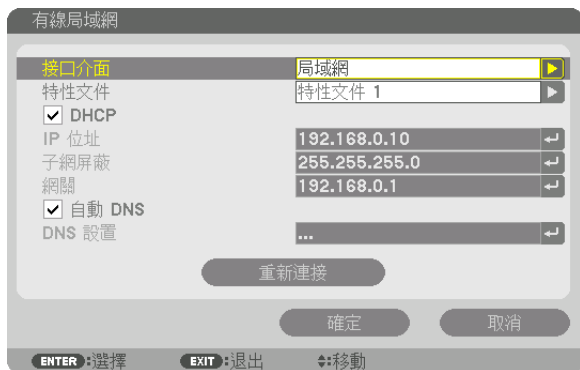 有線局域網
接口介面 局域網
特性文件 特性文件 1
DHCP
IP 位址 192.168.0.10
子網屏蔽 255.255.255.0
網關 192.168.0.1
自動 DNS
DNS 設置 ...
重新連接
確定 取消
ENTER :選擇 EXIT :退出 :移動